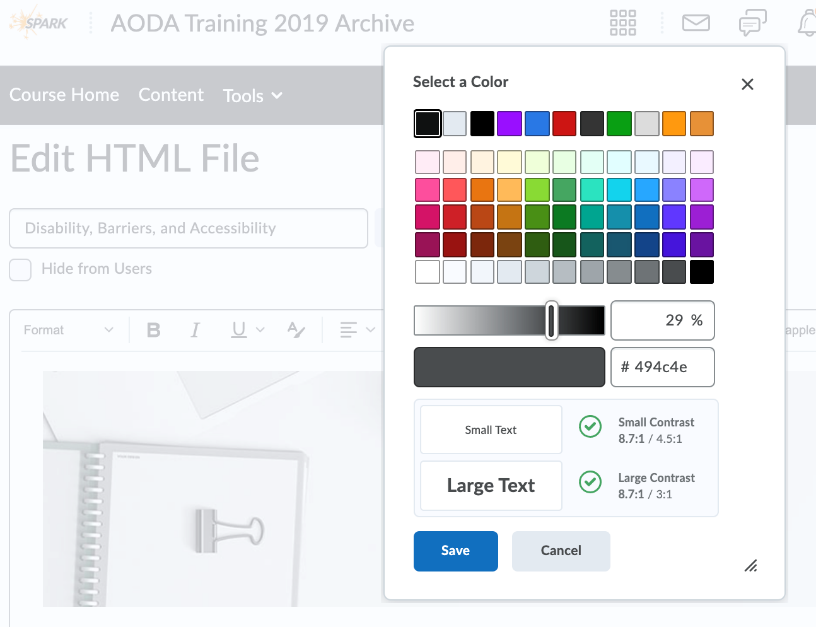 SPARK
AODA Training 2019 Archive
Course Home Content Tools
Edit HTML File
Disability, Barriers, and Accessibility
Hide from Users
Format B I U A
Select a Color
29 %
# 494c4e
Small Text
Small Contrast
8.7:1 / 4.5:1
Large Text
Large Contrast
8.7:1 / 3:1
Save Cancel